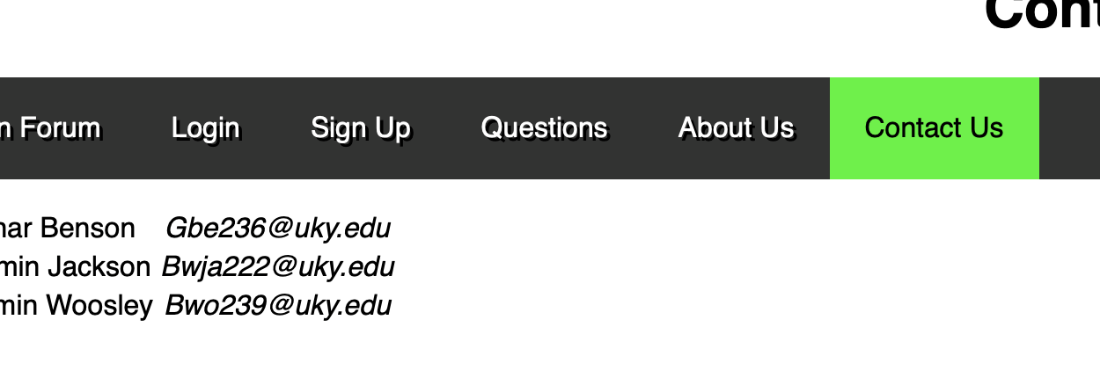 Cont
n Forum Login Sign Up Questions About Us Contact Us
nar Benson Gbe236@uky.edu
min Jackson Bwja222@uky.edu
min Woosley Bwo239@uky.edu